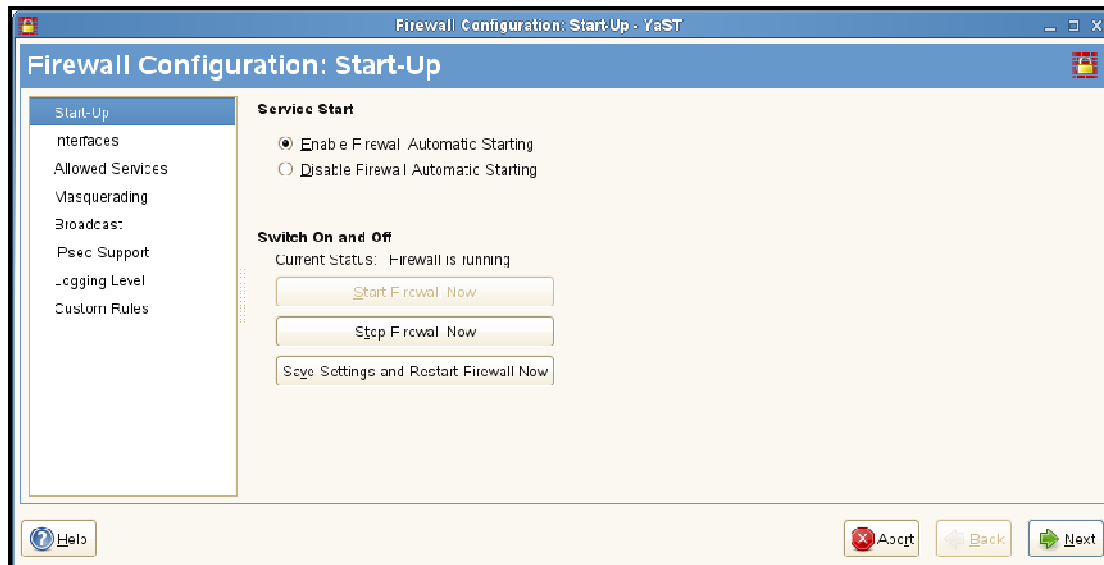 Firewall Configuration: Start-Up - YaST
Firewall Configuration: Start-Up
Start-Up
Interfaces
Allowed Services
Masquerading
Broadcast
IPsec Support
Logging Level
Custom Rules
Service Start
Enable Firewall Automatic Starting
Disable Firewall Automatic Starting
Switch On and Off
Current Status: Firewall is running
Start Firewall Now
Stop Firewall Now
Save Settings and Restart Firewall Now
Help
Abort
Back
Next